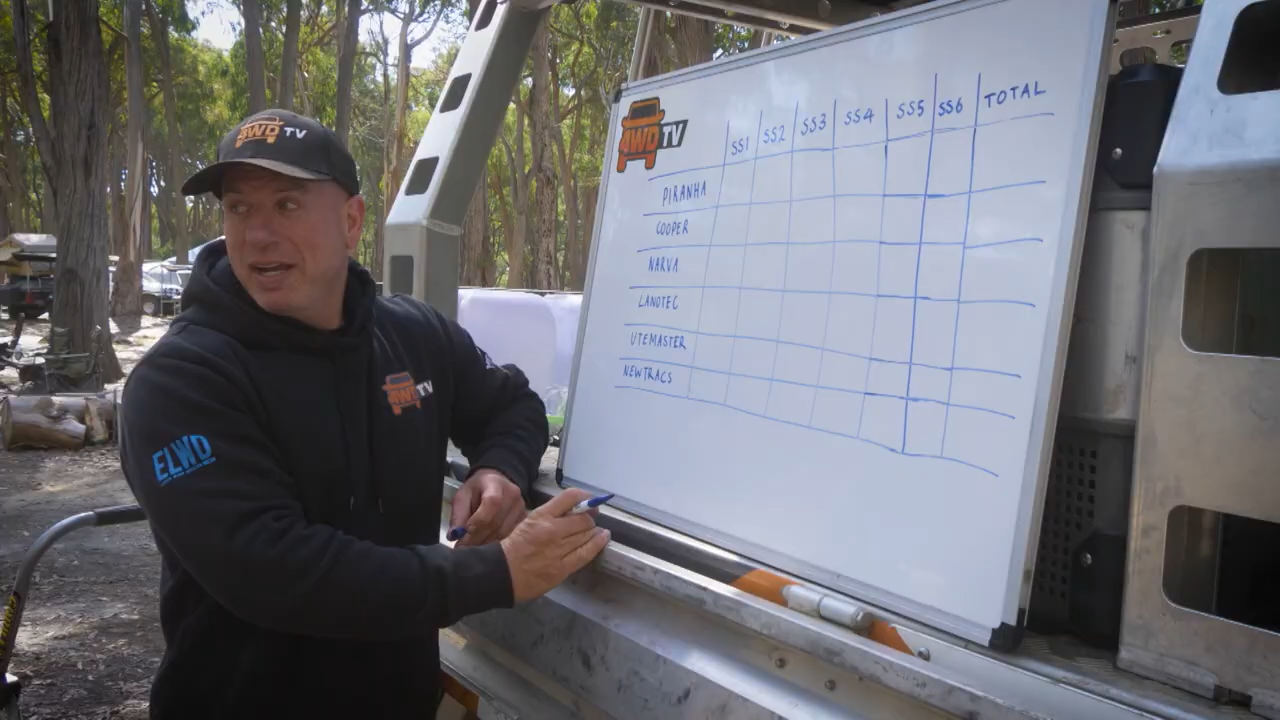 4WD TV
4WD TV
ELWD
4WD TV
SS1 SS2 SS3 SS4 SS5 SS6 TOTAL
PIRANHA
COOPER
NARVA
LANOTEC
UTEMASTER
NEWTRACS